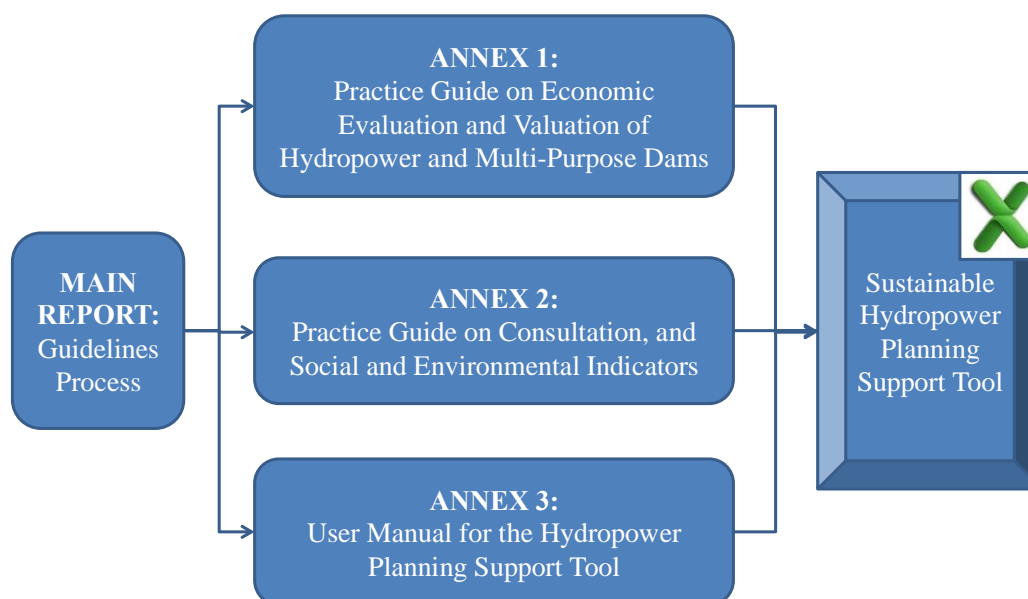 MAIN
REPORT:
Guidelines
Process
ANNEX 1:
Practice Guide on Economic
Evaluation and Valuation of
Hydropower and Multi-Purpose Dams
ANNEX 2:
Practice Guide on Consultation, and
Social and Environmental Indicators
ANNEX 3:
User Manual for the Hydropower
Planning Support Tool
Sustainable
Hydropower
Planning
Support Tool